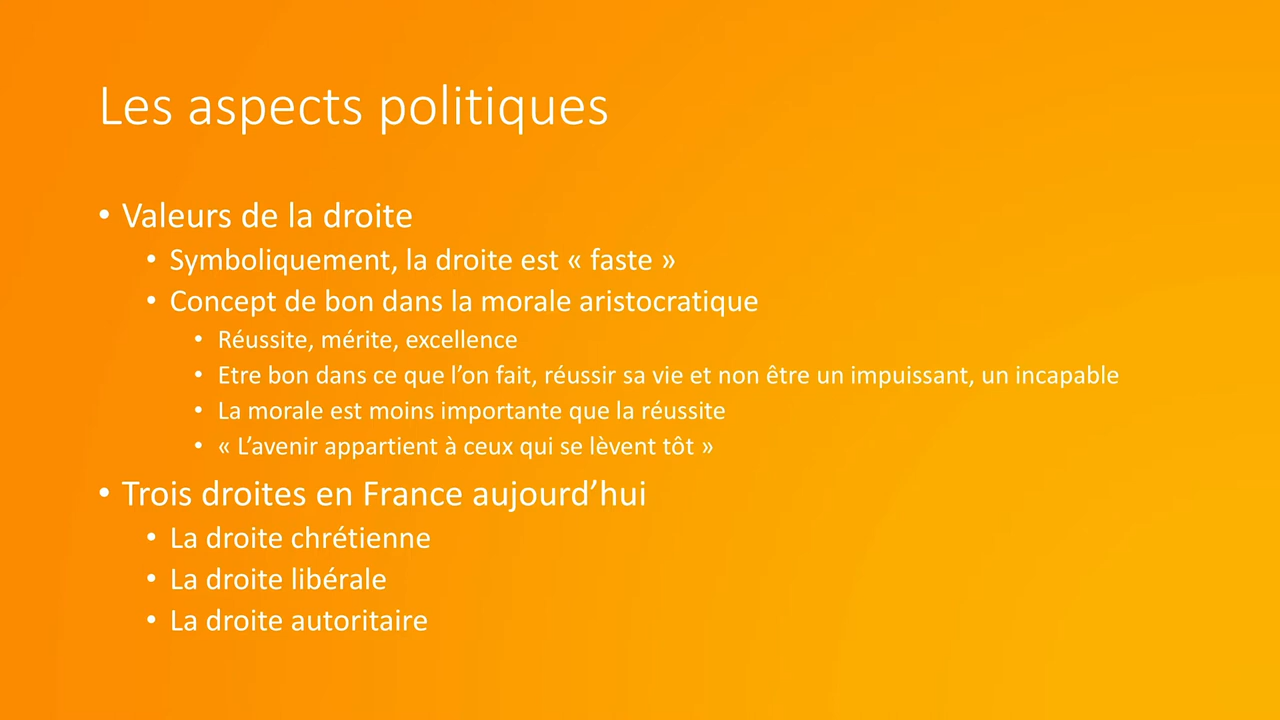 Les aspects politiques
• Valeurs de la droite
• Symboliquement, la droite est « faste »
• Concept de bon dans la morale aristocratique
• Réussite, mérite, excellence
• Etre bon dans ce que l’on fait, réussir sa vie et non être un impuissant, un incapable
• La morale est moins importante que la réussite
• « L’avenir appartient à ceux qui se lèvent tôt »
• Trois droites en France aujourd’hui
• La droite chrétienne
• La droite libérale
• La droite autoritaire